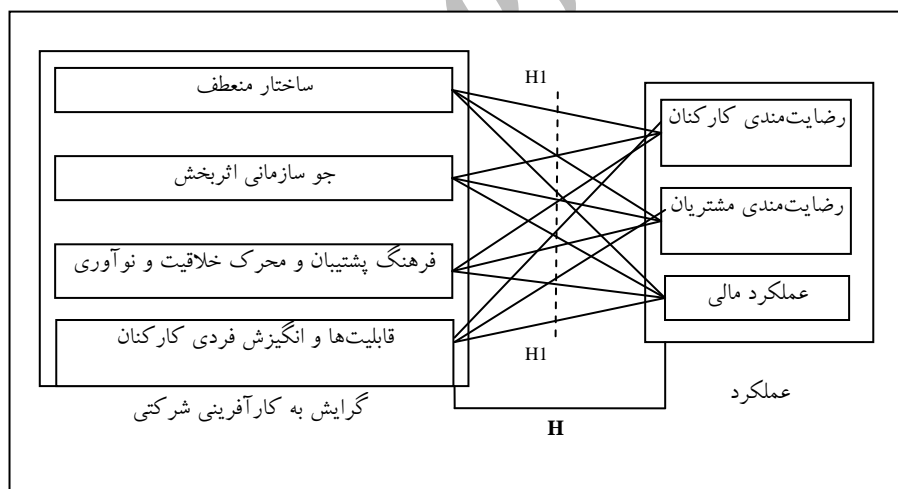 H1
ساختار منعطف
رضایت‌مندی کارکنان
جو سازمانی اثربخش
رضایت‌مندی مشتریان
فرهنگ پشتیبان و محرک خلاقیت و نوآوری
عملکرد مالی
قابلیت‌ها و انگیزش فردی کارکنان
H1
گرایش به کارآفرینی شرکتی
عملکرد
H